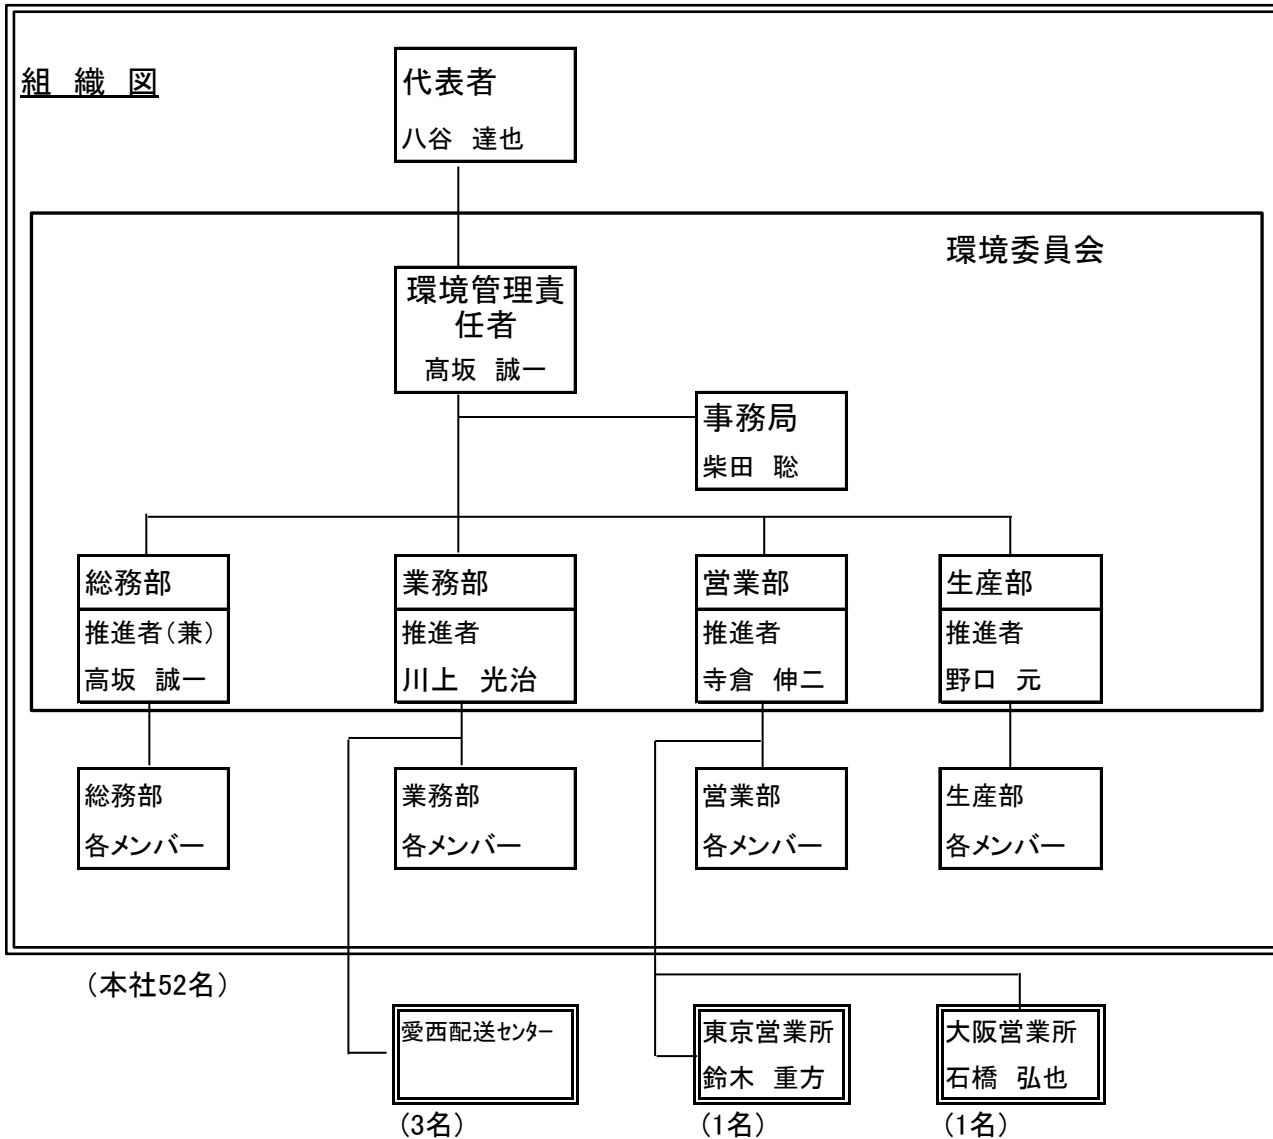 組 織 図
代表者
八谷 達也
環境委員会
環境管理責
任者
髙坂 誠一
事務局
柴田 聡
総務部
推進者(兼)
高坂 誠一
業務部
推進者
川上 光治
営業部
推進者
寺倉 伸二
生産部
推進者
野口 元
総務部
各メンバー
業務部
各メンバー
営業部
各メンバー
生産部
各メンバー
(本社52名)
愛西配送センター
(3名)
東京営業所
鈴木 重方
(1名)
大阪営業所
石橋 弘也
(1名)